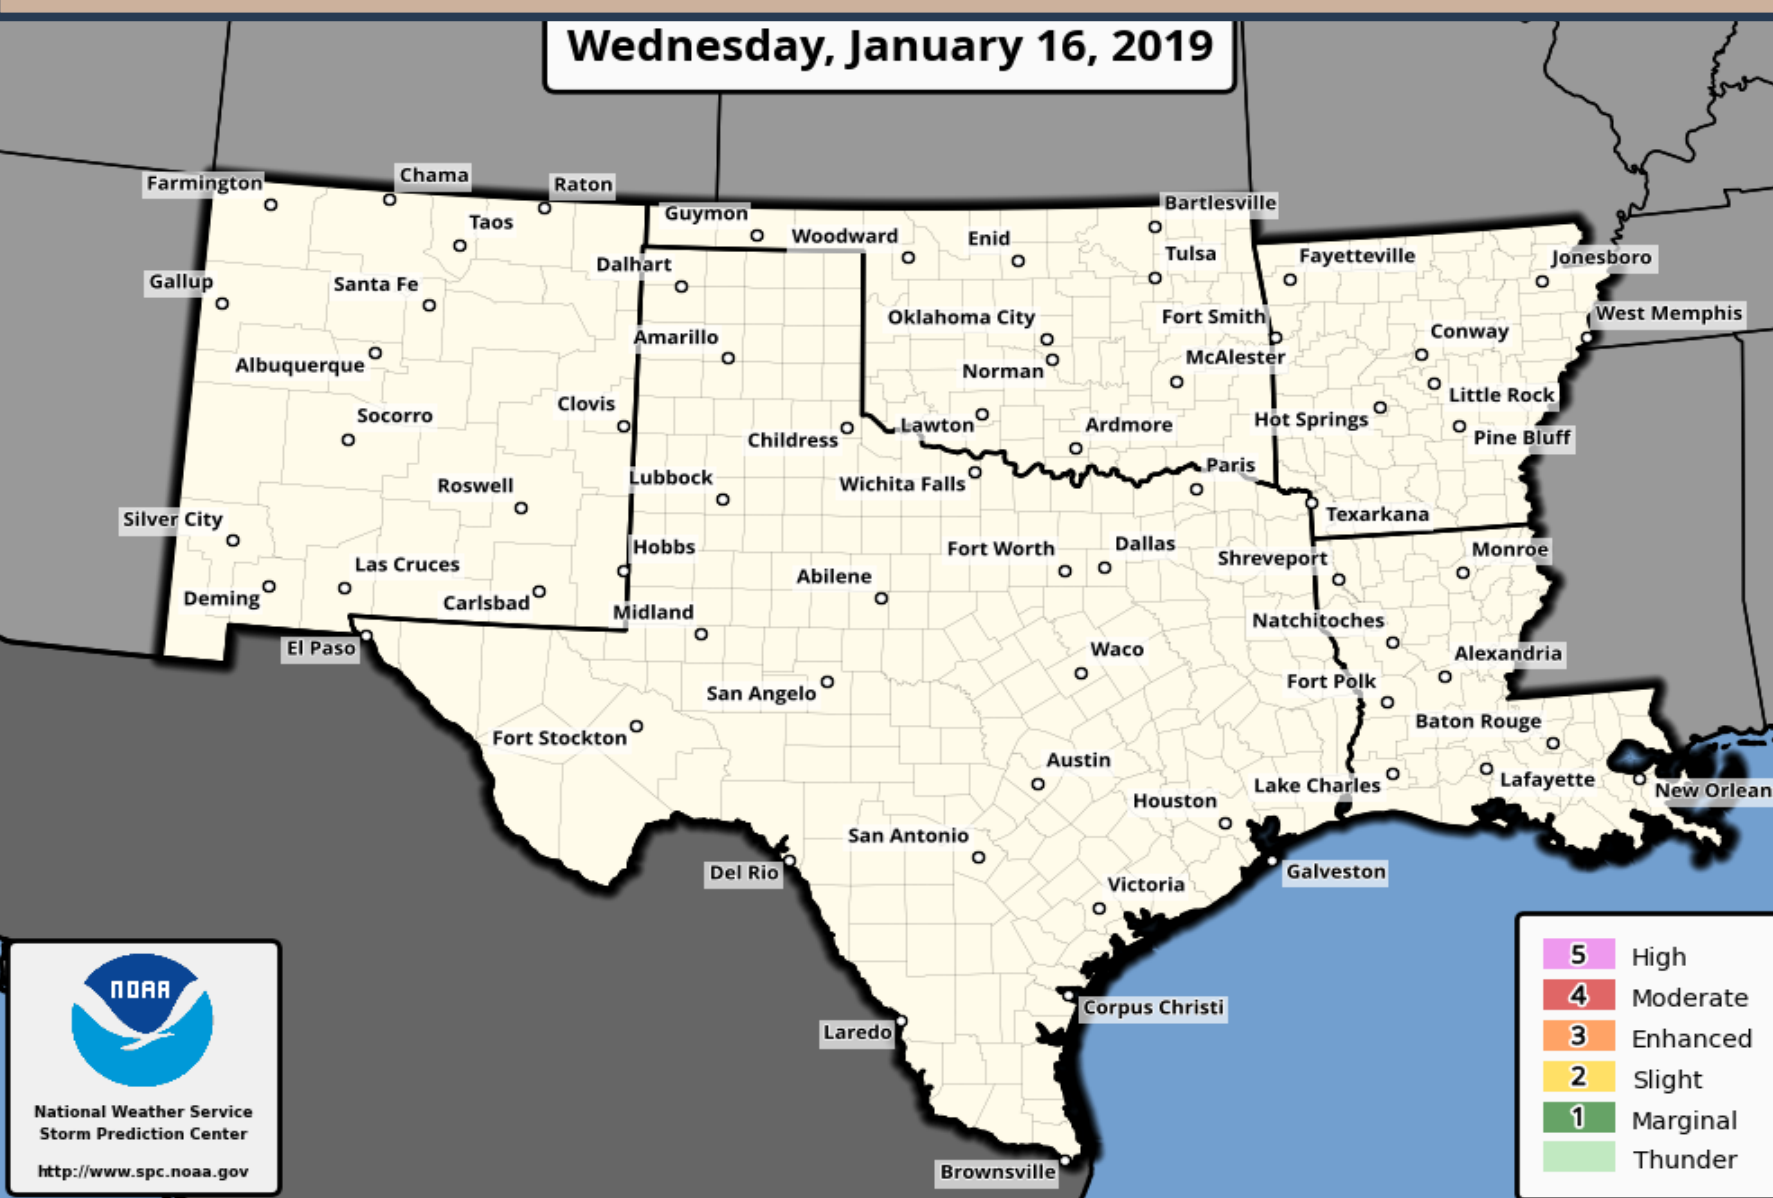 Wednesday, January 16, 2019
Farmington
Chama
Raton
Taos
Guymon
Woodward
Enid
Bartlesville
Tulsa
Fayetteville
Jonesboro
Gallup
Santa Fe
Dalhart
Oklahoma City
Fort Smith
West Memphis
Albuquerque
Amarillo
Norman
McAlester
Conway
Little Rock
Socorro
Clovis
Childress
Lawton
Ardmore
Hot Springs
Pine Bluff
Roswell
Lubbock
Wichita Falls
Paris
Texarkana
Silver City
Las Cruces
Hobbs
Abilene
Fort Worth
Dallas
Shreveport
Monroe
Deming
Carlsbad
Midland
Natchitoches
El Paso
San Angelo
Waco
Fort Polk
Alexandria
Fort Stockton
Austin
Baton Rouge
Houston
Lake Charles
Lafayette
New Orlean
San Antonio
Del Rio
Galveston
Victoria
Laredo
Corpus Christi
Brownsville
NOAA
National Weather Service
Storm Prediction Center
http://www.spc.noaa.gov
5 High
4 Moderate
3 Enhanced
2 Slight
1 Marginal
Thunder